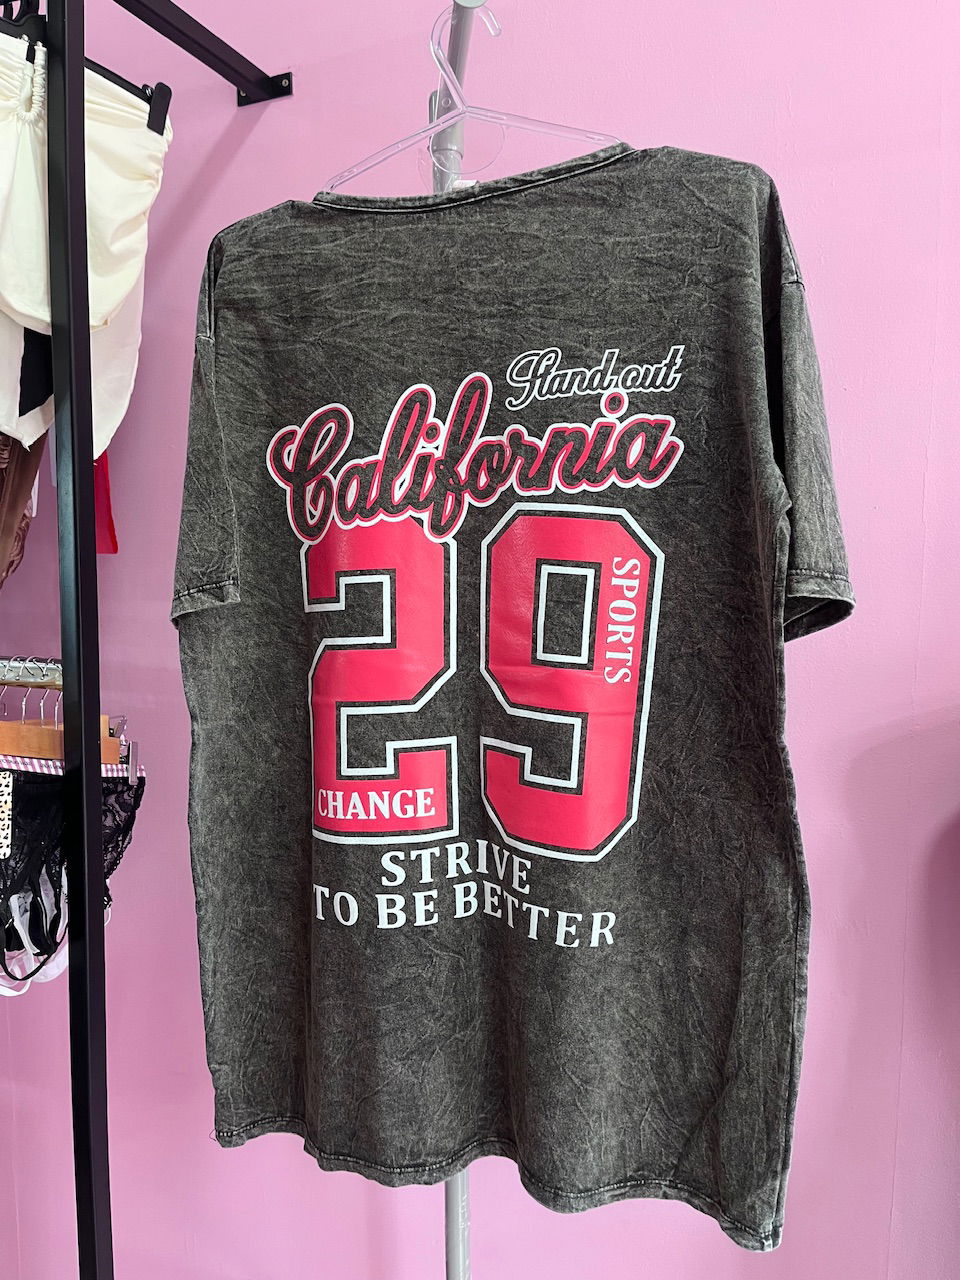 Stand out
California
29
SPORTS
CHANGE
STRIVE
TO BE BETTER